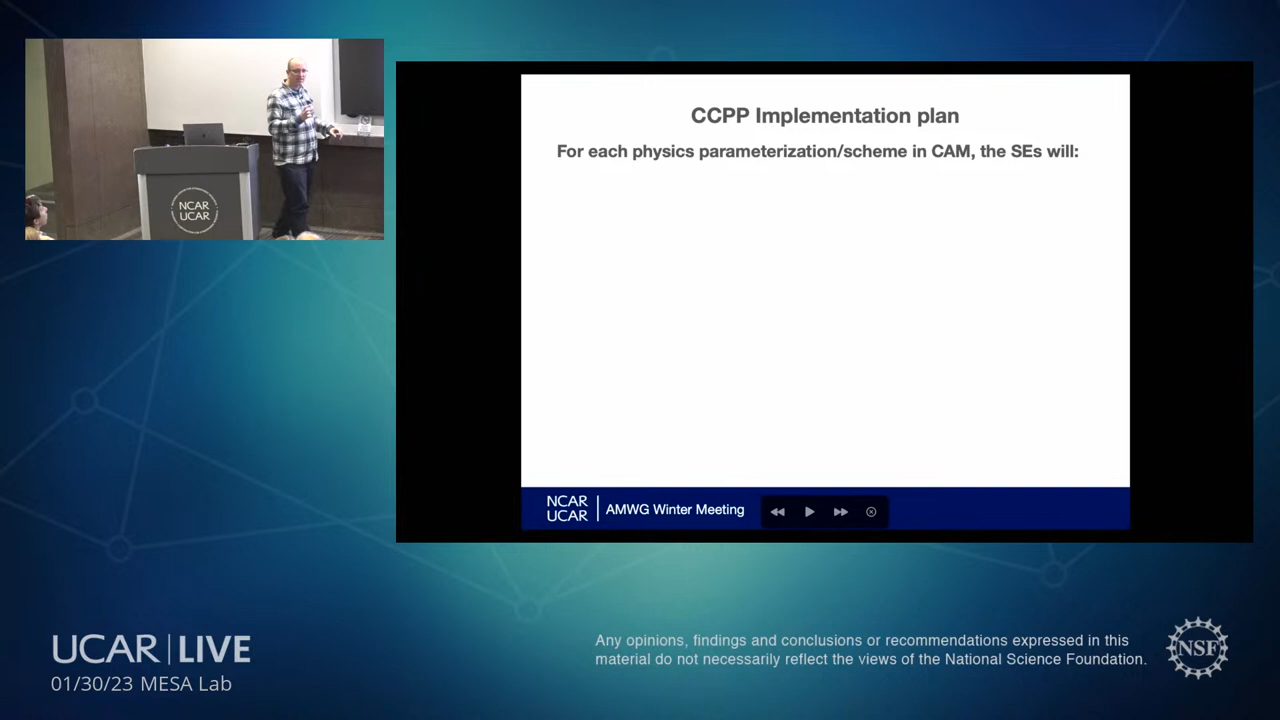 NCAR
UCAR
CCPP Implementation plan
For each physics parameterization/scheme in CAM, the SEs will:
NCAR
UCAR
AMWG Winter Meeting
UCAR | LIVE
01/30/23 MESA Lab
Any opinions, findings and conclusions or recommendations expressed in this
material do not necessarily reflect the views of the National Science Foundation.
NSF